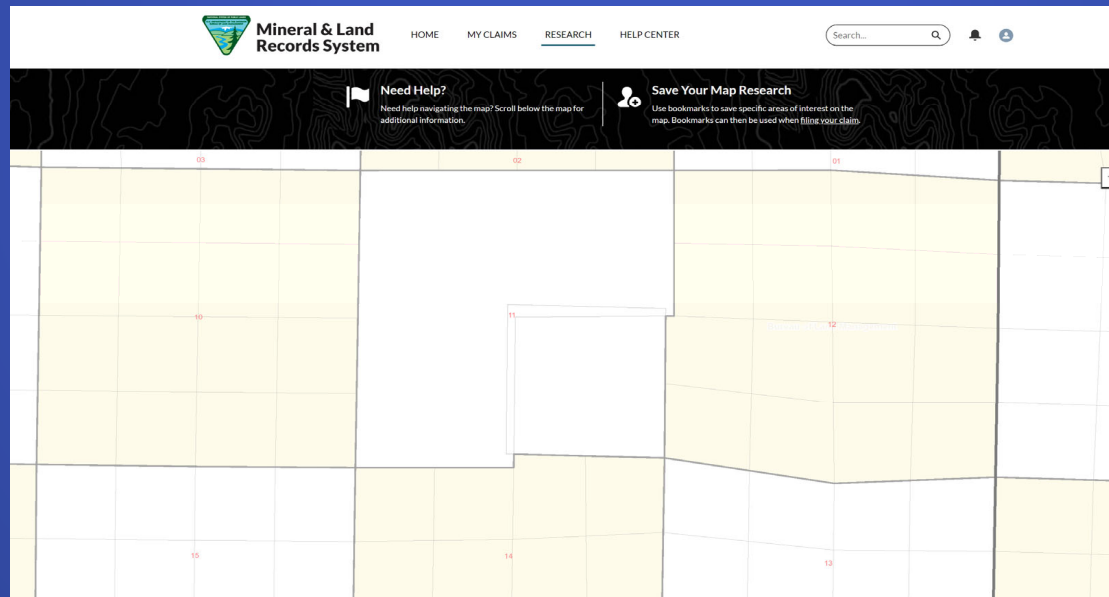 Mineral & Land
Records System
HOME
MY CLAIMS
RESEARCH
HELP CENTER
Search...
Need Help?
Need help navigating the map? Scroll below the map for
additional information.
Save Your Map Research
Use bookmarks to save specific areas of interest on the
map. Bookmarks can then be used when filing your claim.
03
02
01
10
11
12
15
14
13